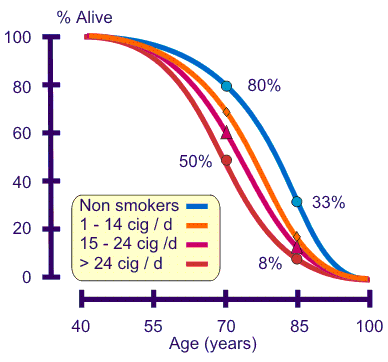 % Alive
100
80
60
40
20
0
80%
50%
33%
8%
Non smokers
1 - 14 cig / d
15 - 24 cig /d
> 24 cig / d
40 55 70 85 100
Age (years)